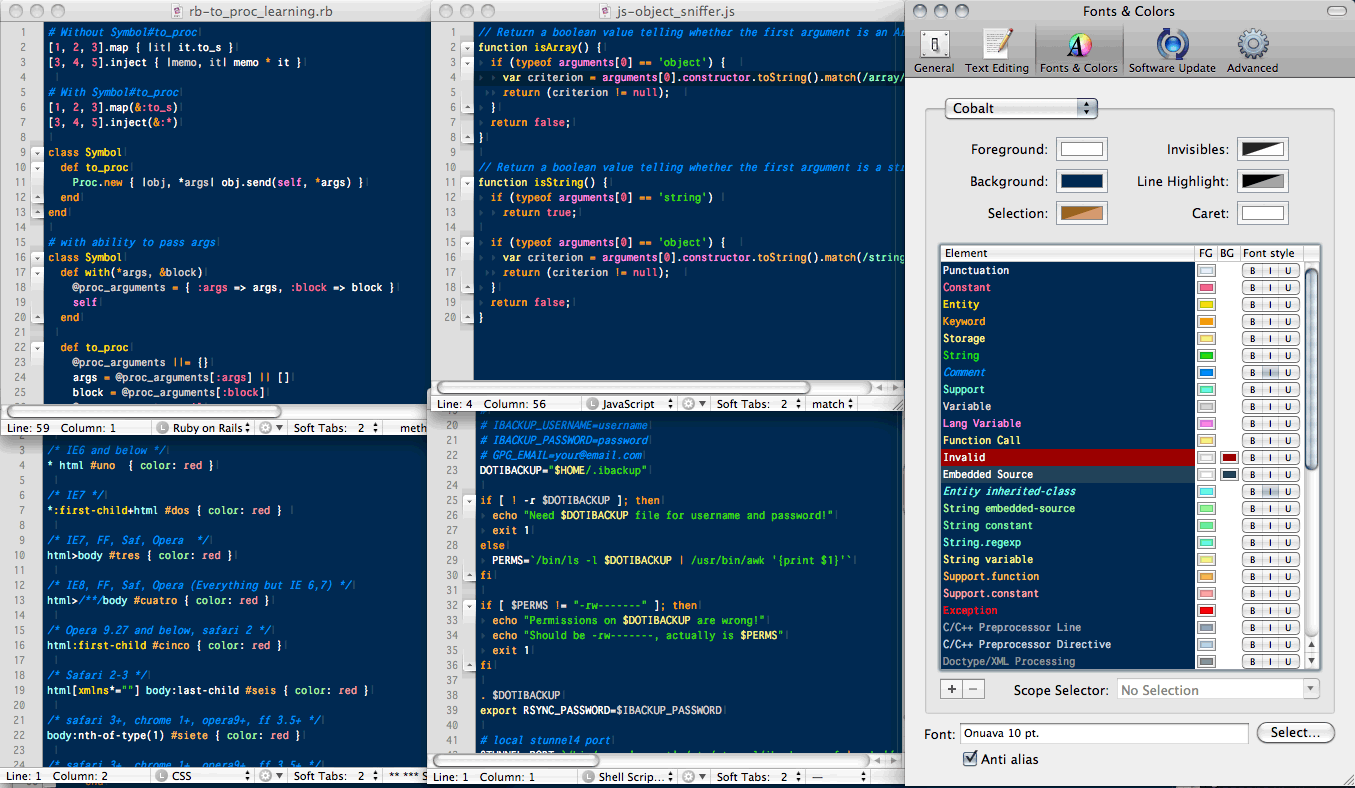 rb-to_proc_learning.rb
1 # Without Symbol#to_proc
2 [1, 2, 3].map { |it| it.to_s }
3 [3, 4, 5].inject { |memo, it| memo * it }
4
5 # With Symbol#to_proc
6 [1, 2, 3].map(&:to_s)
7 [3, 4, 5].inject(&:*)
8
9 class Symbol
10 def to_proc
11 Proc.new { |obj, *args| obj.send(self, *args) }
12 end
13 end
14
15 # with ability to pass args
16 class Symbol
17 def with(*args, &block)
18 @proc_arguments = { :args => args, :block => block }
19 self
20 end
21
22 def to_proc
23 @proc_arguments ||= {}
24 args = @proc_arguments[:args] || []
25 block = @proc_arguments[:block]
Line: 59 Column: 1 Ruby on Rails Soft Tabs: 2 meth
3 /* IE6 and below */
4 * html #uno { color: red }
5
6 /* IE7 */
7 *:first-child+html #dos { color: red }
8
9 /* IE7, FF, Saf, Opera */
10 html>body #tres { color: red }
11
12 /* IE8, FF, Saf, Opera (Everything but IE 6,7) */
13 html>/**/body #cuatro { color: red }
14
15 /* Opera 9.27 and below, safari 2 */
16 html:first-child #cinco { color: red }
17
18 /* Safari 2-3 */
19 html[xmlns*=""] body:last-child #seis { color: red }
20
21 /* safari 3+, chrome 1+, opera9+, ff 3.5+ */
22 body:nth-of-type(1) #siete { color: red }
23
24 /* safari 3+, chrome 1+, opera9+, ff 3.5+ */
Line: 1 Column: 2 CSS Soft Tabs: 2 ** *** S
js-object_sniffer.js
1 // Return a boolean value telling whether the first argument is an A
2 function isArray() {
3 if (typeof arguments[0] == 'object') {
4 var criterion = arguments[0].constructor.toString().match(/array/
5 return (criterion != null);
6 }
7 return false;
8 }
9
10 // Return a boolean value telling whether the first argument is a st
11 function isString() {
12 if (typeof arguments[0] == 'string')
13 return true;
14
15 if (typeof arguments[0] == 'object') {
16 var criterion = arguments[0].constructor.toString().match(/string
17 return (criterion != null);
18 }
19 return false;
20 }
Line: 4 Column: 56 JavaScript Soft Tabs: 2 match
20 # IBACKUP_USERNAME=username
21 # IBACKUP_PASSWORD=password
22 # GPG_EMAIL=your@email.com
23 DOTIBACKUP="$HOME/.ibackup"
24
25 if [ ! -r $DOTIBACKUP ]; then
26 echo "Need $DOTIBACKUP file for username and password!"
27 exit 1
28 else
29 PERMS=`/bin/ls -l $DOTIBACKUP | /usr/bin/awk '{print $1}'`
30 fi
31
32 if [ $PERMS != "-rw-------" ]; then
33 echo "Permissions on $DOTIBACKUP are wrong!"
34 echo "Should be -rw-------, actually is $PERMS"
35 exit 1
36 fi
37
38 . $DOTIBACKUP
39 export RSYNC_PASSWORD=$IBACKUP_PASSWORD
40
41 # local stunnel4 port
Line: 1 Column: 1 Shell Scrip... Soft Tabs: 2 —
Fonts & Colors
General Text Editing Fonts & Colors Software Update Advanced
Cobalt
Foreground: Invisibles:
Background: Line Highlight:
Selection: Caret:
Element FG BG Font style
Punctuation B I U
Constant B I U
Entity B I U
Keyword B I U
Storage B I U
String B I U
Comment B I U
Support B I U
Variable B I U
Lang Variable B I U
Function Call B I U
Invalid B I U
Embedded Source B I U
Entity inherited-class B I U
String embedded-source B I U
String constant B I U
String.regexp B I U
String variable B I U
Support.function B I U
Support.constant B I U
Exception B I U
C/C++ Preprocessor Line B I U
C/C++ Preprocessor Directive B I U
Doctype/XML Processing B I U
+ − Scope Selector: No Selection
Font: Onuava 10 pt. Select...
Anti alias